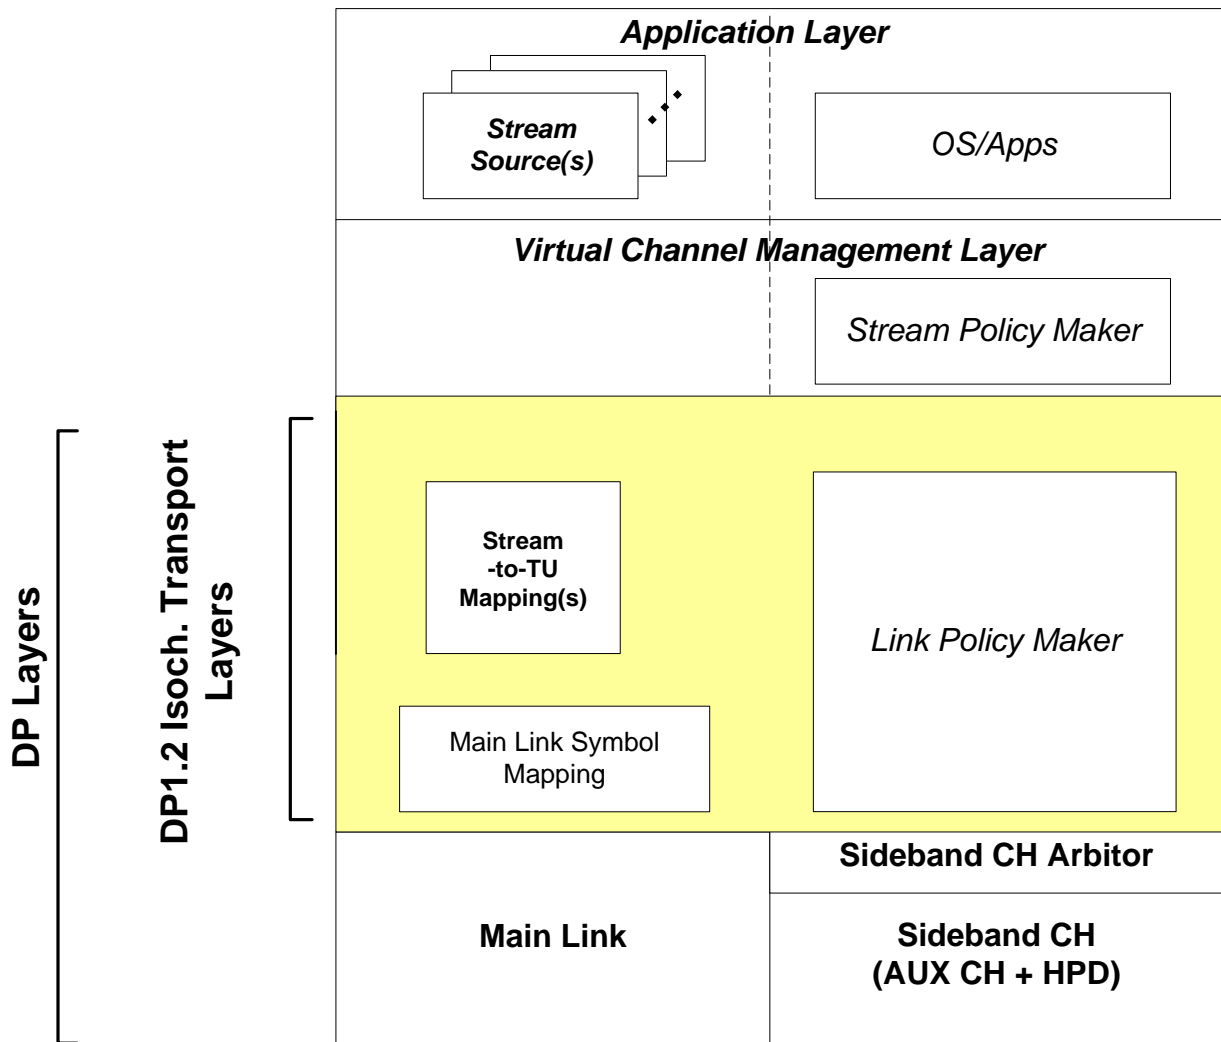 Application Layer
Stream
Source(s)
OS/Apps
Virtual Channel Management Layer
Stream Policy Maker
DP Layers
DP1.2 Isoch. Transport
Layers
Stream
-to-TU
Mapping(s)
Link Policy Maker
Main Link Symbol
Mapping
Sideband CH Arbitor
Main Link
Sideband CH
(AUX CH + HPD)